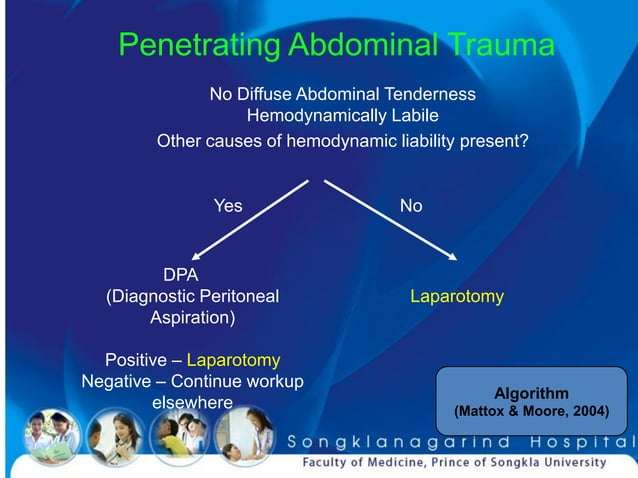 Penetrating Abdominal Trauma
No Diffuse Abdominal Tenderness
Hemodynamically Labile
Other causes of hemodynamic liability present?
Yes
No
DPA
(Diagnostic Peritoneal
Aspiration)
Laparotomy
Positive – Laparotomy
Negative – Continue workup
elsewhere
Algorithm
(Mattox & Moore, 2004)
Songklanagarind Hospital
Faculty of Medicine, Prince of Songkla University